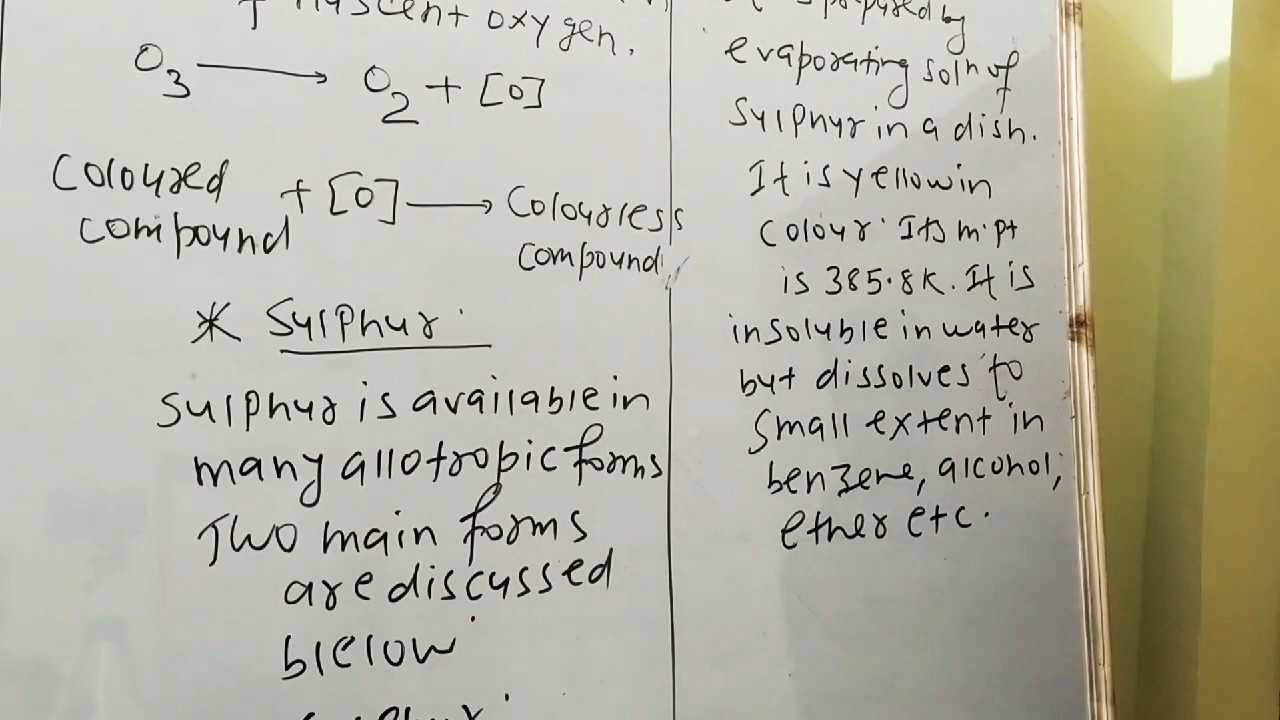 + nascent oxygen.
O3 ⟶ O2 + [O]
Coloured
compound + [O] ⟶ Colourless
compound
* Sulphur
Sulphur is available in
many allotropic forms
Two main forms
are discussed
blelow
Sulphur
prepared by
evaporating soln of
Sulphur in a dish.
It is yellow in
colour. Its m.pt
is 385.8K. It is
insoluble in water
but dissolves to
small extent in
benzene, alcohol,
ether etc.